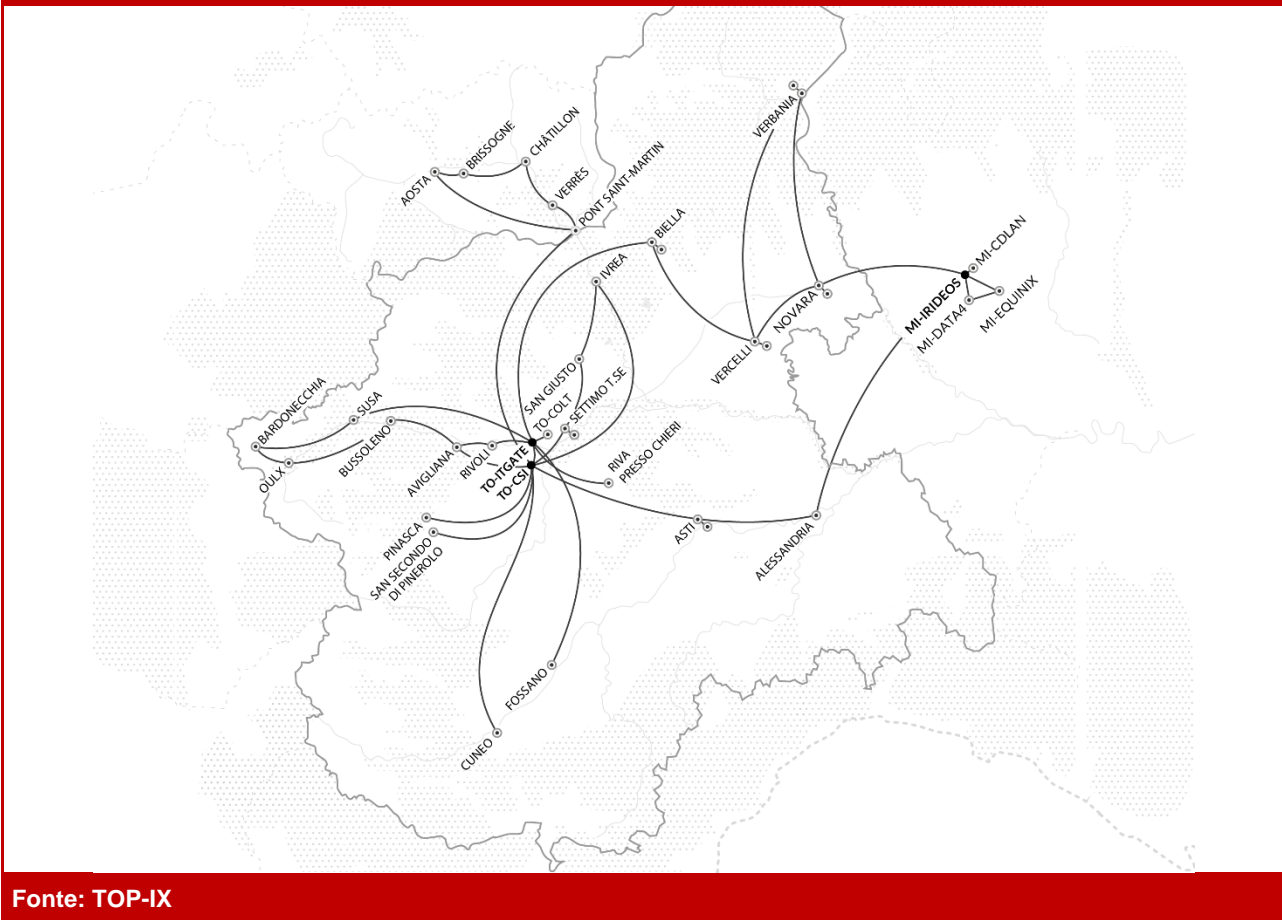 VERBANIA
CHÂTILLON
BRISSOGNE
AOSTA
VERRÈS
PONT SAINT-MARTIN
BIELLA
IVREA
MI-CDLAN
MI-IRIDEOS
MI-EQUINIX
MI-DATA4
NOVARA
VERCELLI
SAN GIUSTO
TO-COLT
SETTIMO T.SE
BARDONECCHIA
SUSA
BUSSOLENO
OULX
AVIGLIANA
RIVOLI
TO-ITGATE
TO-CSI
RIVA
PRESSO CHIERI
PINASCA
SAN SECONDO
DI PINEROLO
ASTI
ALESSANDRIA
FOSSANO
CUNEO
Fonte: TOP-IX